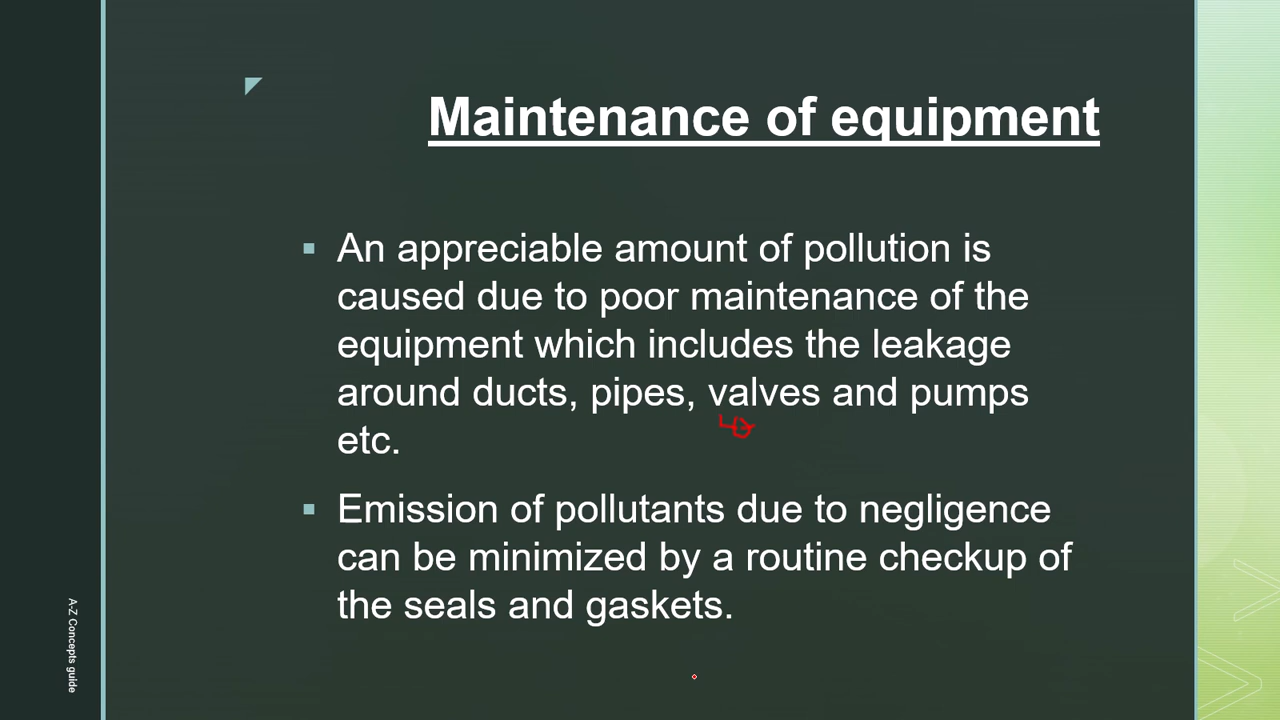 Maintenance of equipment
An appreciable amount of pollution is
caused due to poor maintenance of the
equipment which includes the leakage
around ducts, pipes, valves and pumps
etc.
Emission of pollutants due to negligence
can be minimized by a routine checkup of
the seals and gaskets.
A-Z Concepts guide